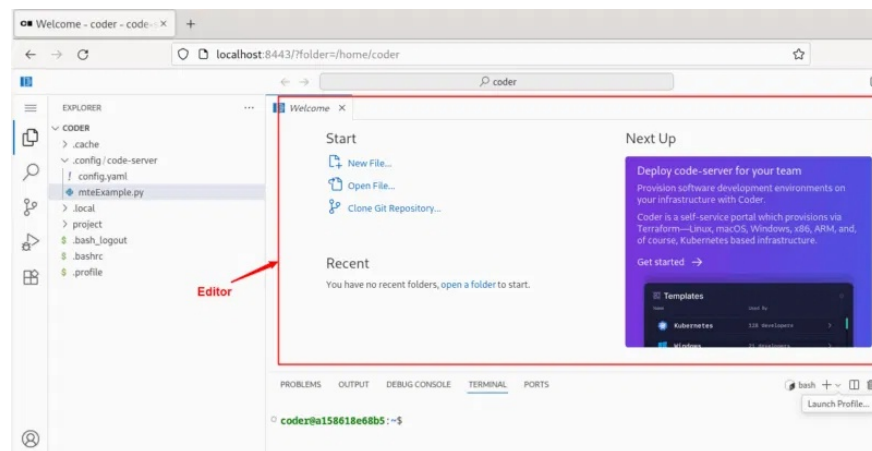 Welcome - coder - code-s
localhost:8443/?folder=/home/coder
coder
EXPLORER
Welcome
CODER
.cache
.config / code-server
! config.yaml
mteExample.py
.local
project
$ .bash_logout
$ .bashrc
$ .profile
Start
New File...
Open File...
Clone Git Repository...
Recent
You have no recent folders, open a folder to start.
Next Up
Deploy code-server for your team
Provision software development environments on
your infrastructure with Coder.
Coder is a self-service portal which provisions via
Terraform—Linux, macOS, Windows, x86, ARM, and,
of course, Kubernetes based infrastructure.
Get started →
Templates
Used By
Kubernetes
Windows
Editor
PROBLEMS OUTPUT DEBUG CONSOLE TERMINAL PORTS
bash
Launch Profile...
coder@a158618e68b5:~$